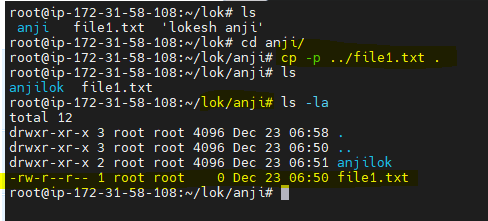 root@ip-172-31-58-108:~/lok# ls
anji   file1.txt  'lokesh anji'
root@ip-172-31-58-108:~/lok# cd anji/
root@ip-172-31-58-108:~/lok/anji# cp -p ../file1.txt .
root@ip-172-31-58-108:~/lok/anji# ls
anjilok  file1.txt
root@ip-172-31-58-108:~/lok/anji# ls -la
total 12
drwxr-xr-x 3 root root 4096 Dec 23 06:58 .
drwxr-xr-x 4 root root 4096 Dec 23 06:50 ..
drwxr-xr-x 2 root root 4096 Dec 23 06:51 anjilok
-rw-r--r-- 1 root root    0 Dec 23 06:50 file1.txt
root@ip-172-31-58-108:~/lok/anji#